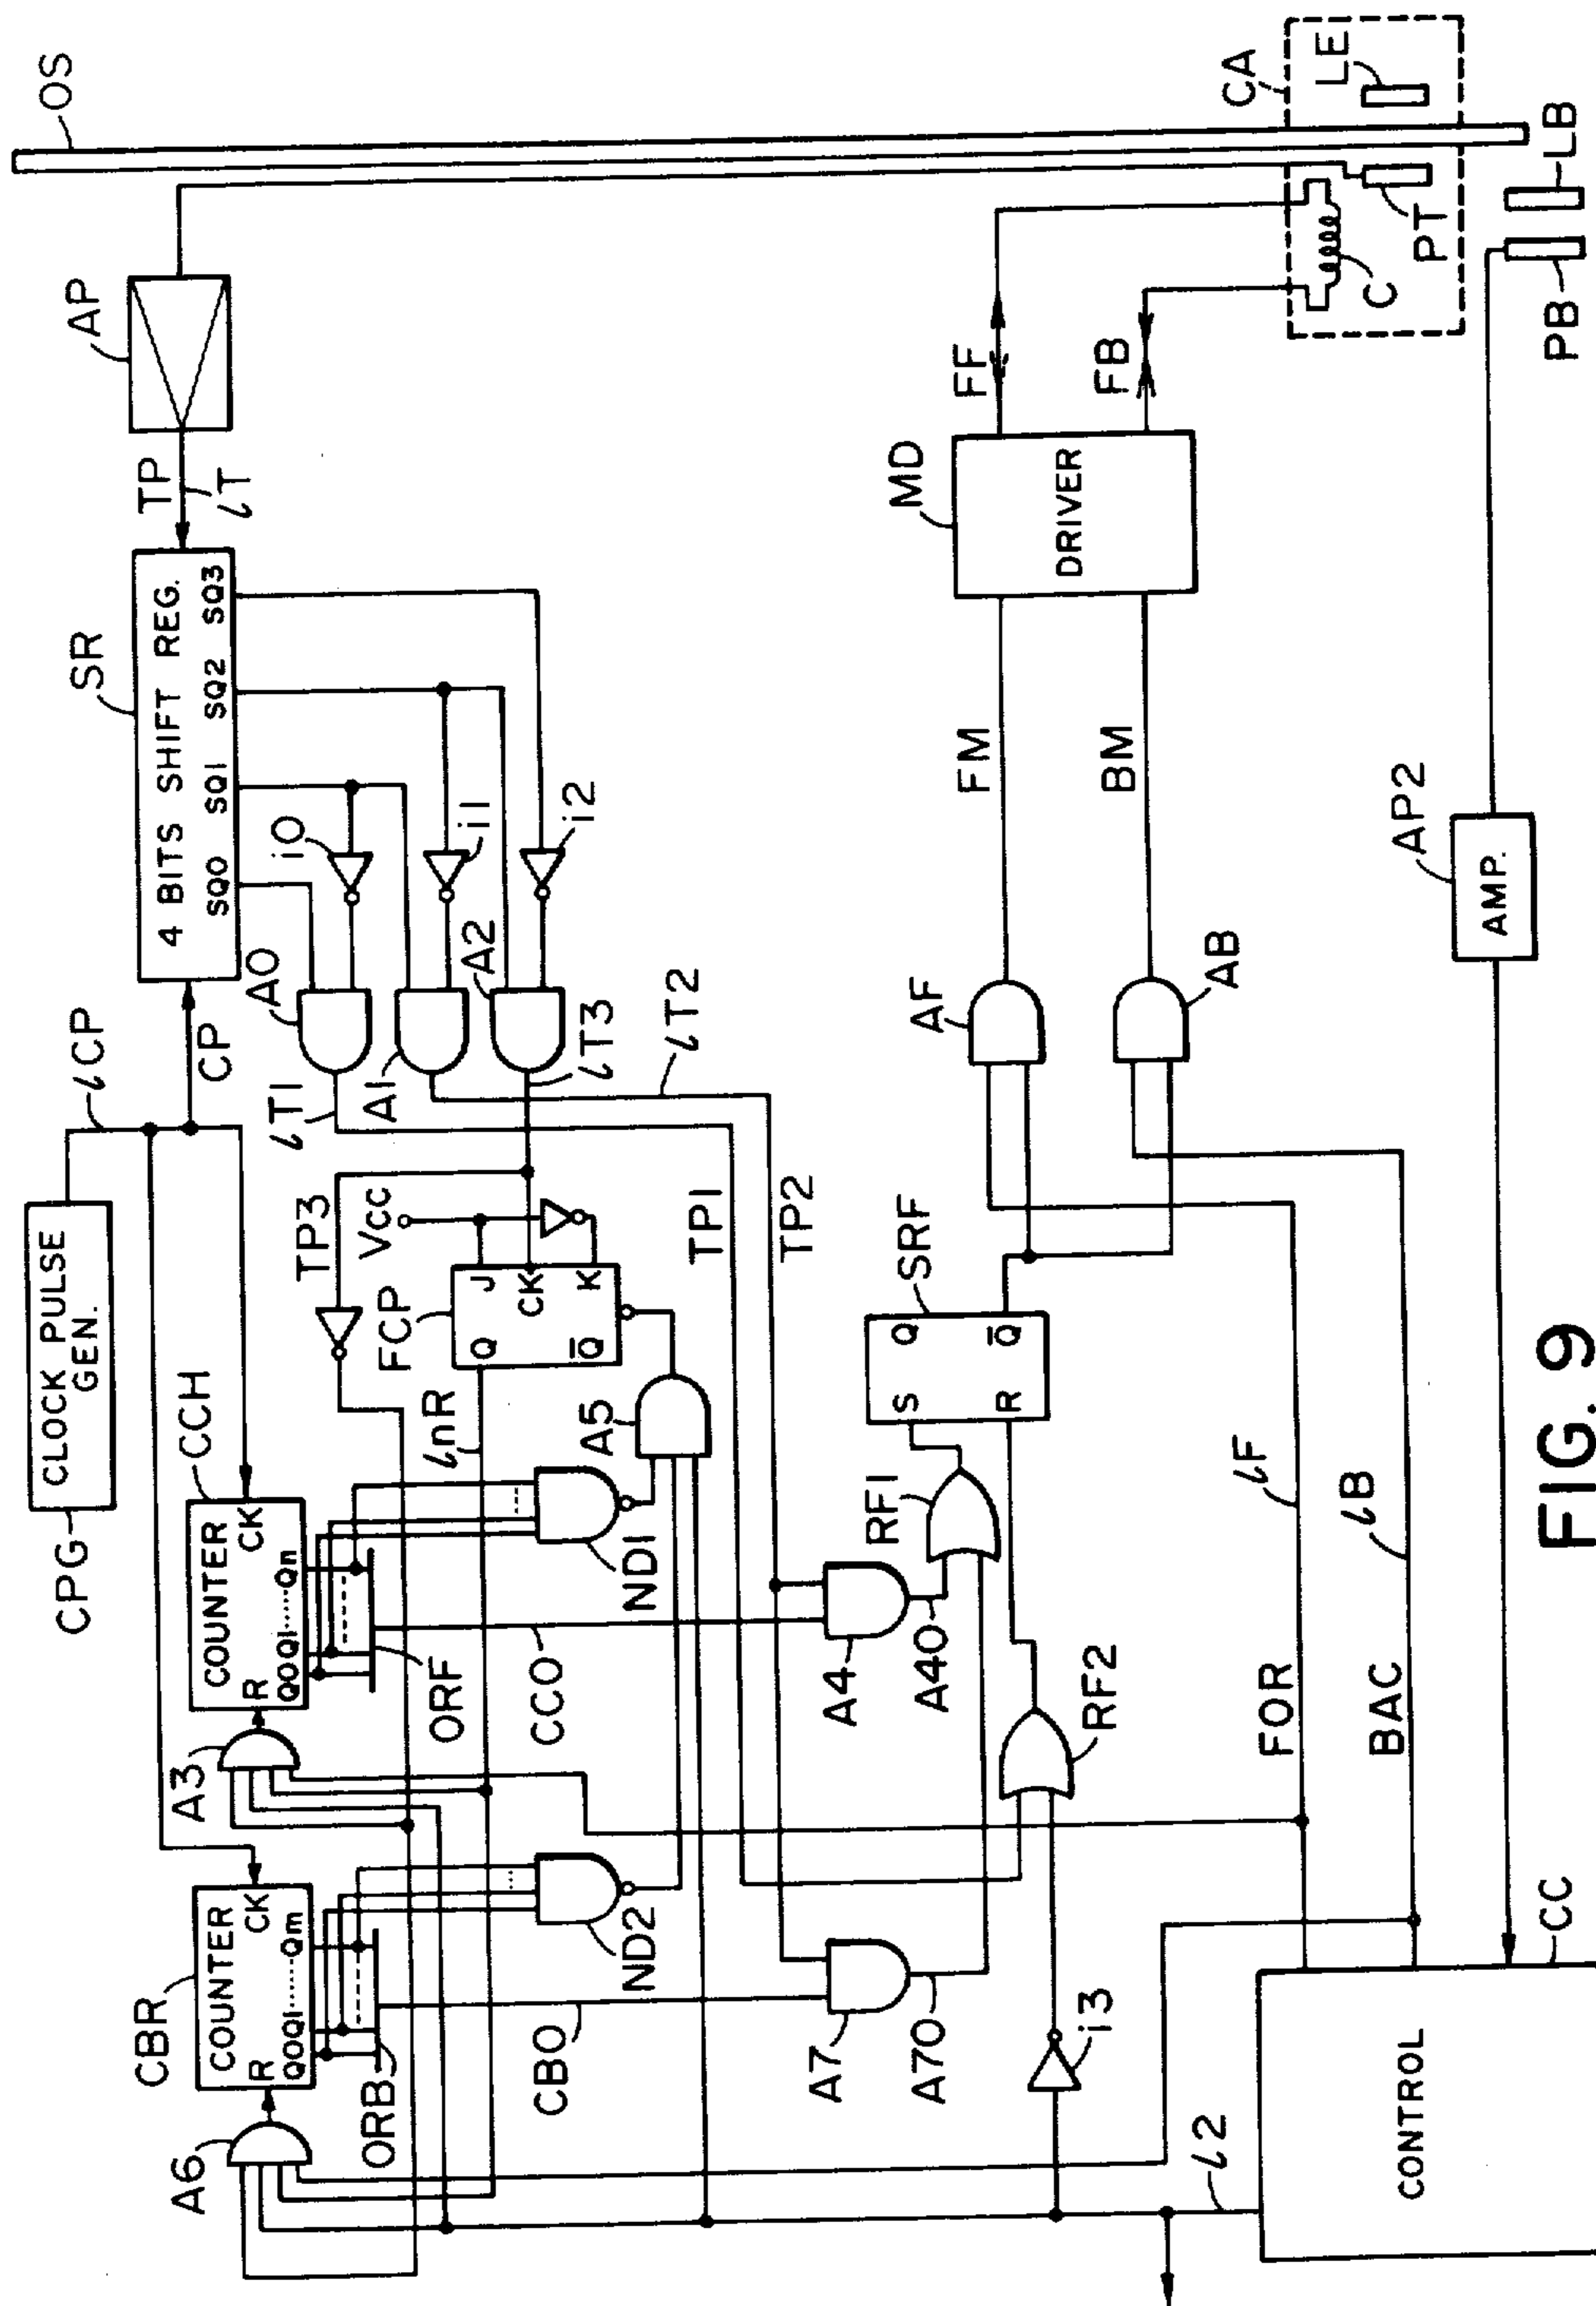 CPG
CLOCK PULSE
GEN.
ℓCP
CP
SR
4 BITS SHIFT REG.
SQ0 SQ1 SQ2 SQ3
TP
ℓT
AP
OS
CBR
COUNTER
R
CK
Q0Q1......Qm
A6
ORB
CBO
ND2
A3
CCH
COUNTER
R
CK
Q0Q1......Qn
ORF
CCO
ND1
TP3
Vcc
FCP
J
CK
K
Q
Q̅
ℓnR
A5
ℓT1
A0
A1
A2
i0
i1
i2
ℓT3
ℓT2
TP1
TP2
A7
A70
A4
A40
RF1
RF2
i3
SRF
S
R
Q
Q̅
AF
AB
FM
BM
MD
DRIVER
FF
FB
C
PT
CA
LE
LB
PB
AP2
AMP.
FOR
ℓF
BAC
ℓB
ℓ2
CONTROL
CC
FIG. 9